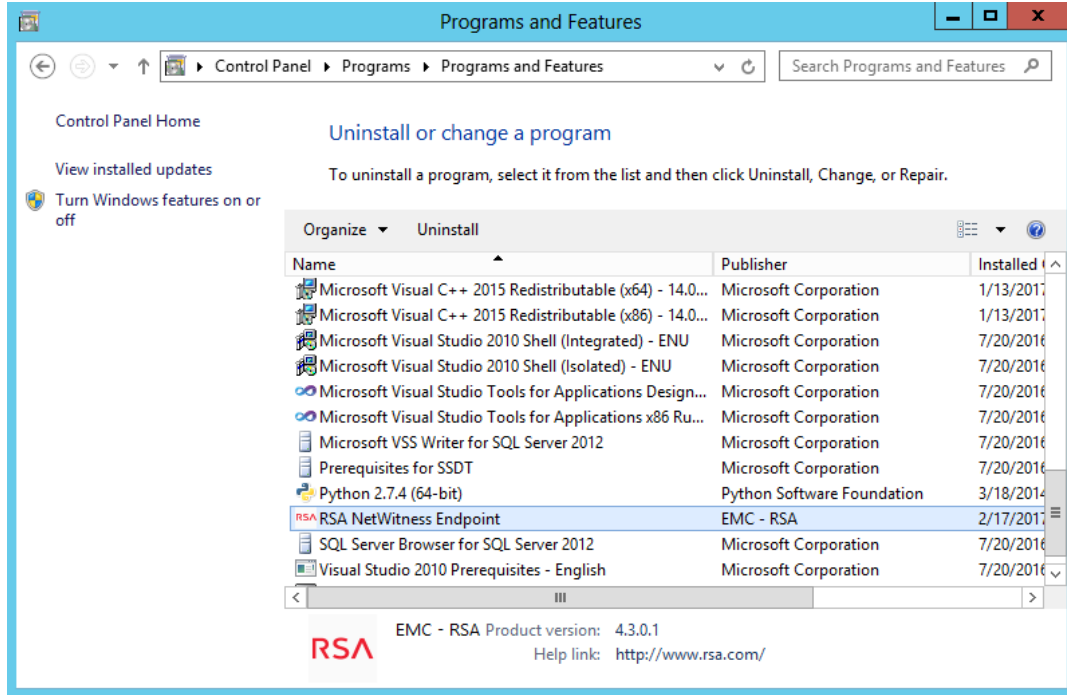 Programs and Features
Control Panel Programs Programs and Features
Search Programs and Features
Control Panel Home
View installed updates
Turn Windows features on or
off
Uninstall or change a program
To uninstall a program, select it from the list and then click Uninstall, Change, or Repair.
Organize Uninstall
Name Publisher Installed
Microsoft Visual C++ 2015 Redistributable (x64) - 14.0... Microsoft Corporation 1/13/2017
Microsoft Visual C++ 2015 Redistributable (x86) - 14.0... Microsoft Corporation 1/13/2017
Microsoft Visual Studio 2010 Shell (Integrated) - ENU Microsoft Corporation 7/20/2016
Microsoft Visual Studio 2010 Shell (Isolated) - ENU Microsoft Corporation 7/20/2016
Microsoft Visual Studio Tools for Applications Design... Microsoft Corporation 7/20/2016
Microsoft Visual Studio Tools for Applications x86 Ru... Microsoft Corporation 7/20/2016
Microsoft VSS Writer for SQL Server 2012 Microsoft Corporation 7/20/2016
Prerequisites for SSDT Microsoft Corporation 7/20/2016
Python 2.7.4 (64-bit) Python Software Foundation 3/18/2014
RSA RSA NetWitness Endpoint EMC - RSA 2/17/2017
SQL Server Browser for SQL Server 2012 Microsoft Corporation 7/20/2016
Visual Studio 2010 Prerequisites - English Microsoft Corporation 7/20/2016
RSA
EMC - RSA Product version: 4.3.0.1
Help link: http://www.rsa.com/